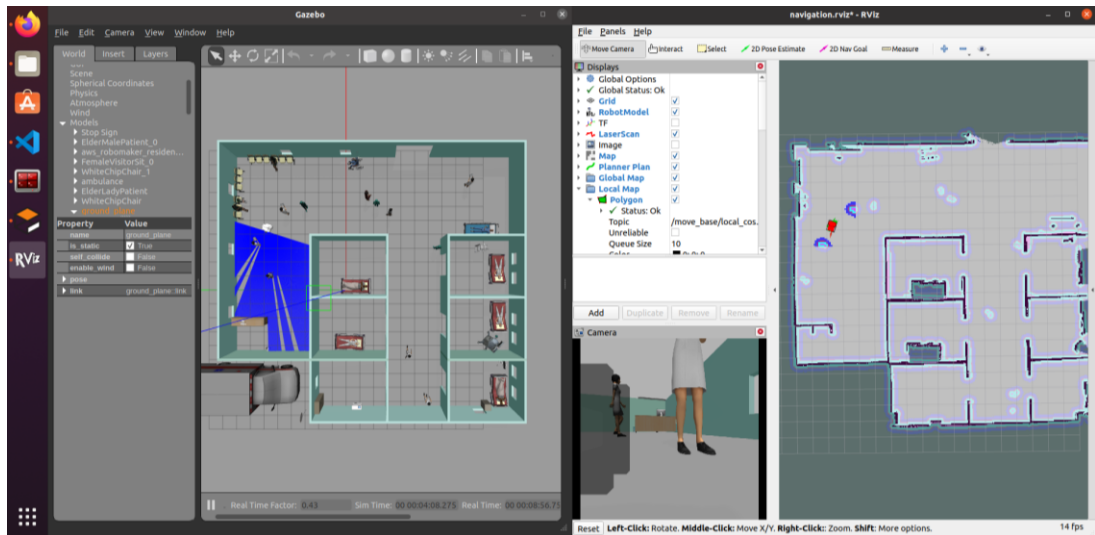 Gazebo
File Edit Camera View Window Help
World Insert Layers
Scene
Spherical Coordinates
Physics
Atmosphere
Wind
Models
Stop Sign
ElderMalePatient_0
aws_robomaker_residen...
FemaleVisitorSit_0
WhiteChipChair_1
ambulance
ElderLadyPatient
WhiteChipChair
ground_plane
Property Value
name ground_plane
is_static True
self_collide False
enable_wind False
pose
link ground_plane::link
Real Time Factor: 0.43 Sim Time: 00 00:04:08.275 Real Time: 00 00:08:56.73
RViz
navigation.rviz* - RViz
File Panels Help
Move Camera Interact Select 2D Pose Estimate 2D Nav Goal Measure
Displays
Global Options
Global Status: Ok
Grid
RobotModel
TF
LaserScan
Image
Map
Planner Plan
Global Map
Local Map
Polygon
Status: Ok
Topic /move_base/local_cos...
Unreliable
Queue Size 10
Add Duplicate Remove Rename
Camera
Reset Left-Click: Rotate. Middle-Click: Move X/Y. Right-Click:: Zoom. Shift: More options. 14 fps